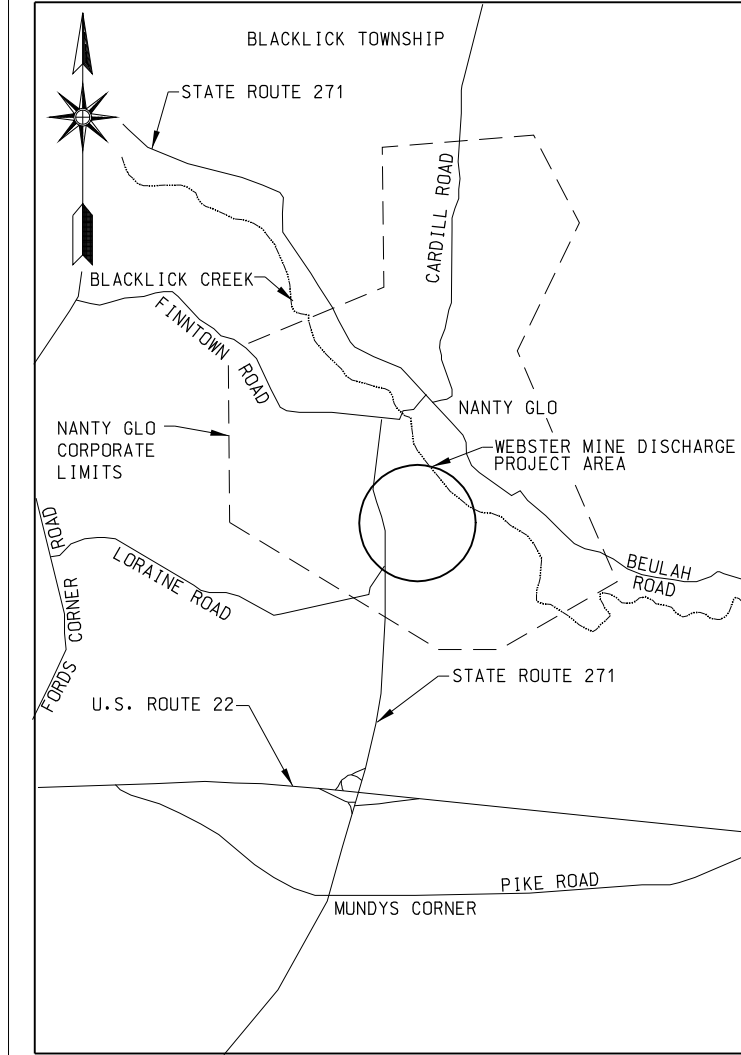 BLACKLICK TOWNSHIP
STATE ROUTE 271
CARDILL ROAD
BLACKLICK CREEK
FINNTOWN ROAD
NANTY GLO
NANTY GLO
CORPORATE
LIMITS
WEBSTER MINE DISCHARGE
PROJECT AREA
LORAINE ROAD
BEULAH
ROAD
FORDS CORNER ROAD
STATE ROUTE 271
U.S. ROUTE 22
PIKE ROAD
MUNDYS CORNER